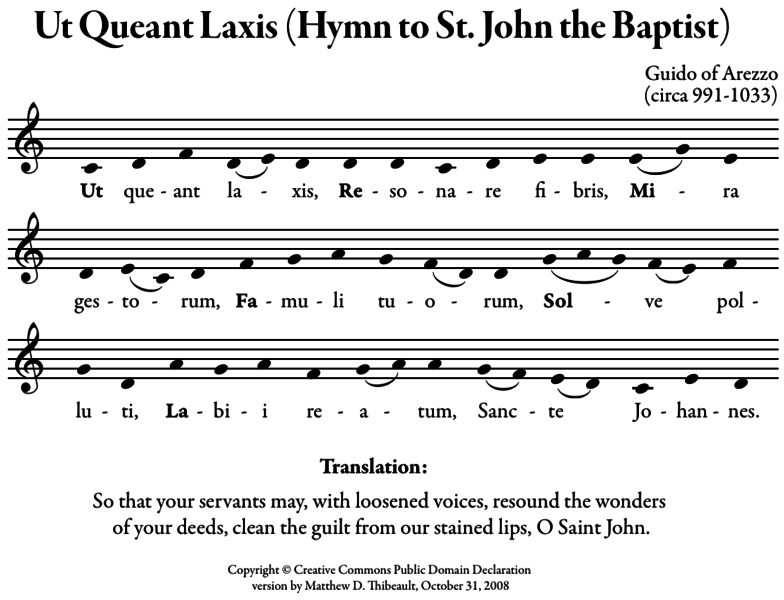 Ut Queant Laxis (Hymn to St. John the Baptist)
Guido of Arezzo
(circa 991-1033)
Ut que - ant la - xis, Re - so - na - re fi - bris, Mi - ra
ges - to - rum, Fa - mu - li tu - o - rum, Sol - ve pol -
lu - ti, La - bi - i re - a - tum, Sanc - te Jo - han - nes.
Translation:
So that your servants may, with loosened voices, resound the wonders
of your deeds, clean the guilt from our stained lips, O Saint John.
Copyright © Creative Commons Public Domain Declaration
version by Matthew D. Thibeault, October 31, 2008